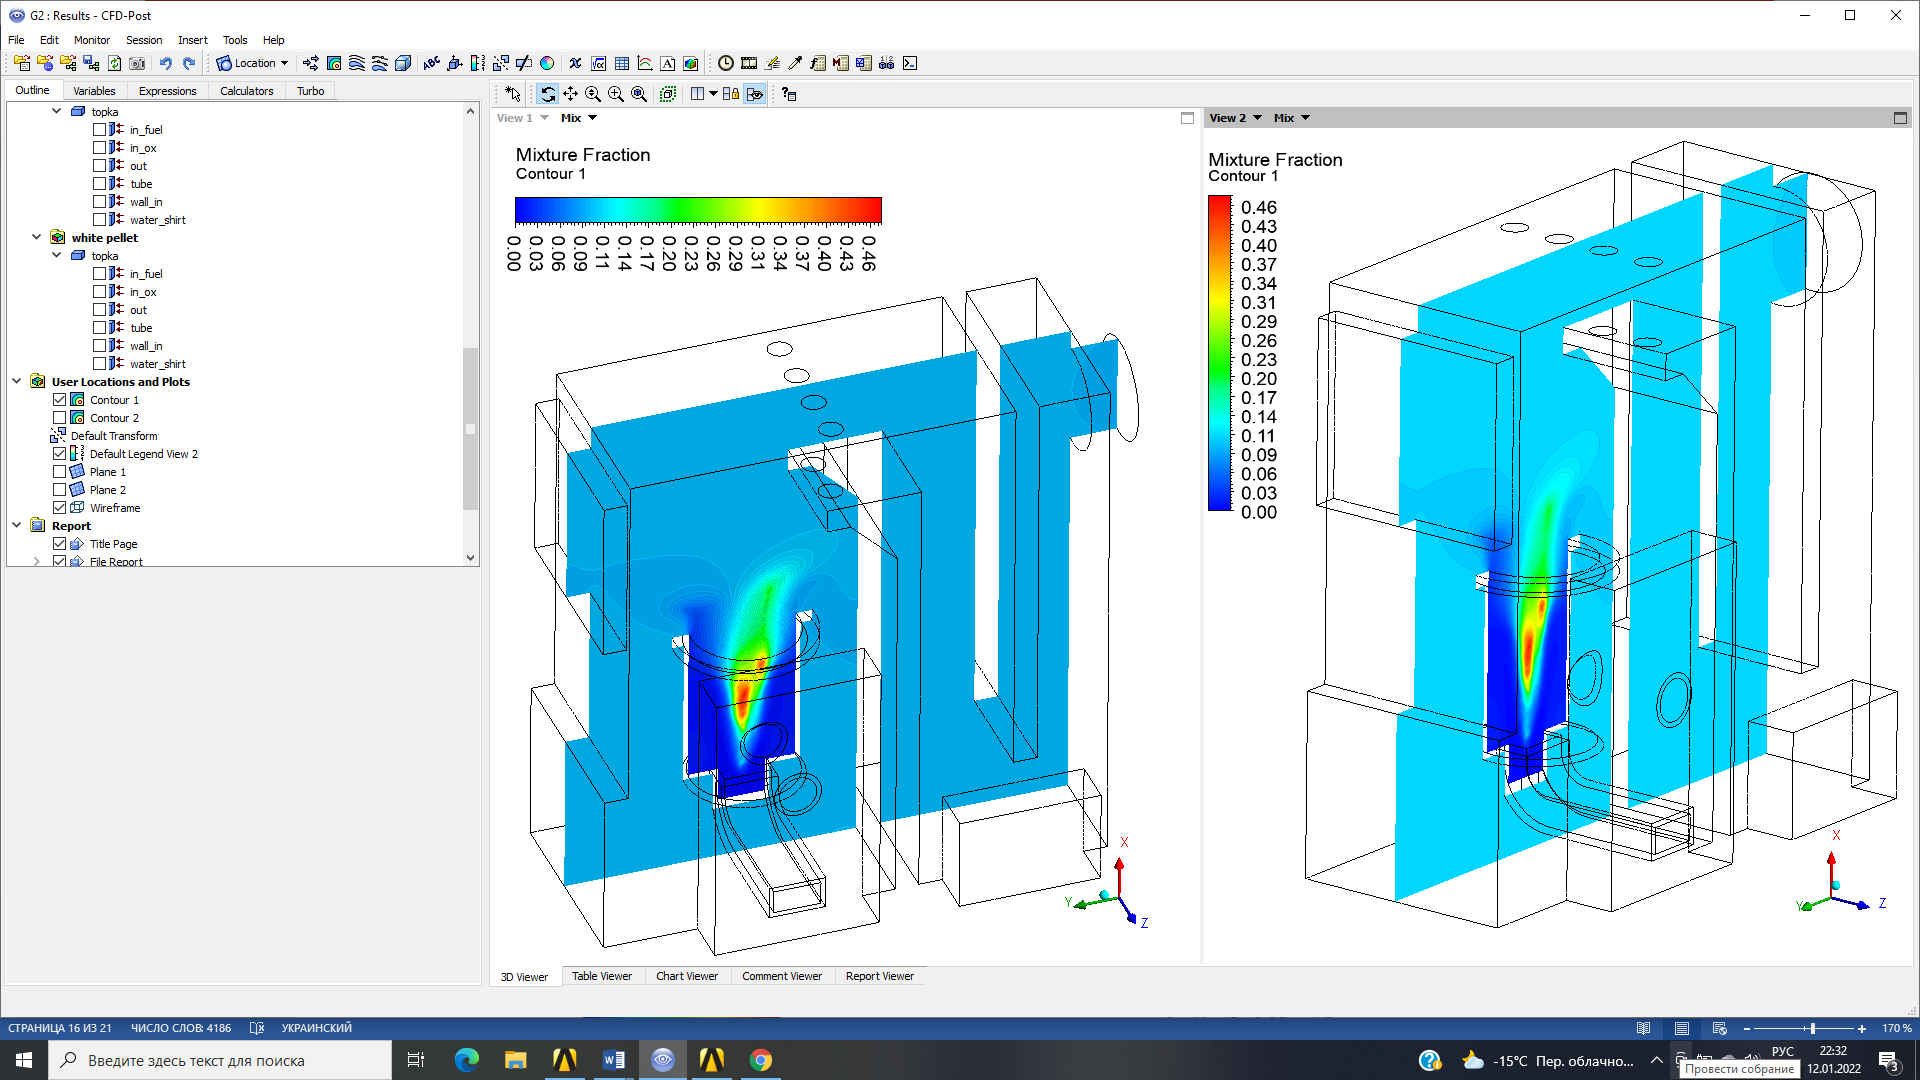 G2 : Results - CFD-Post
File Edit Monitor Session Insert Tools Help
Location
Outline Variables Expressions Calculators Turbo
topka
in_fuel
in_ox
out
tube
wall_in
water_shirt
white pellet
topka
in_fuel
in_ox
out
tube
wall_in
water_shirt
User Locations and Plots
Contour 1
Contour 2
Default Transform
Default Legend View 2
Plane 1
Plane 2
Wireframe
Report
Title Page
File Report
View 1 Mix
Mixture Fraction
Contour 1
0.00 0.03 0.06 0.09 0.11 0.14 0.17 0.20 0.23 0.26 0.29 0.31 0.34 0.37 0.40 0.43 0.46
X
Y
Z
View 2 Mix
Mixture Fraction
Contour 1
0.46
0.43
0.40
0.37
0.34
0.31
0.29
0.26
0.23
0.20
0.17
0.14
0.11
0.09
0.06
0.03
0.00
X
Y
Z
3D Viewer Table Viewer Chart Viewer Comment Viewer Report Viewer
СТРАНИЦА 16 ИЗ 21 ЧИСЛО СЛОВ: 4186 УКРАИНСКИЙ 170 %
Введите здесь текст для поиска
-15°C Пер. облачно... РУС 22:32
12.01.2022 3
Провести собрание